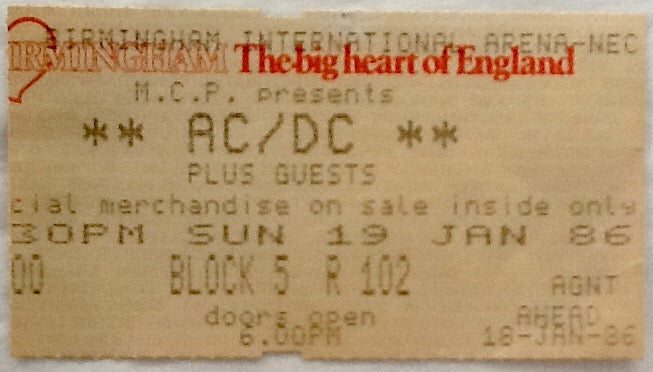 BIRMINGHAM INTERNATIONAL ARENA-NEC
IRMINGHAM The big heart of England
M.C.P. presents
** AC/DC **
PLUS GUESTS
cial merchandise on sale inside only
30PM SUN 19 JAN 86
00 BLOCK 5 R 102 AGNT
doors open AHEAD
6.00PM 18-JAN-86